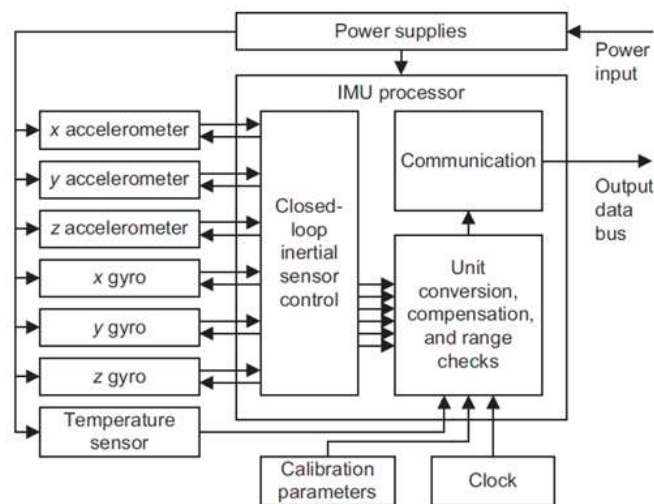 Power supplies
Power
input
IMU processor
x accelerometer
y accelerometer
z accelerometer
x gyro
y gyro
z gyro
Temperature
sensor
Closed-
loop
inertial
sensor
control
Communication
Output
data
bus
Unit
conversion,
compensation,
and range
checks
Calibration
parameters
Clock